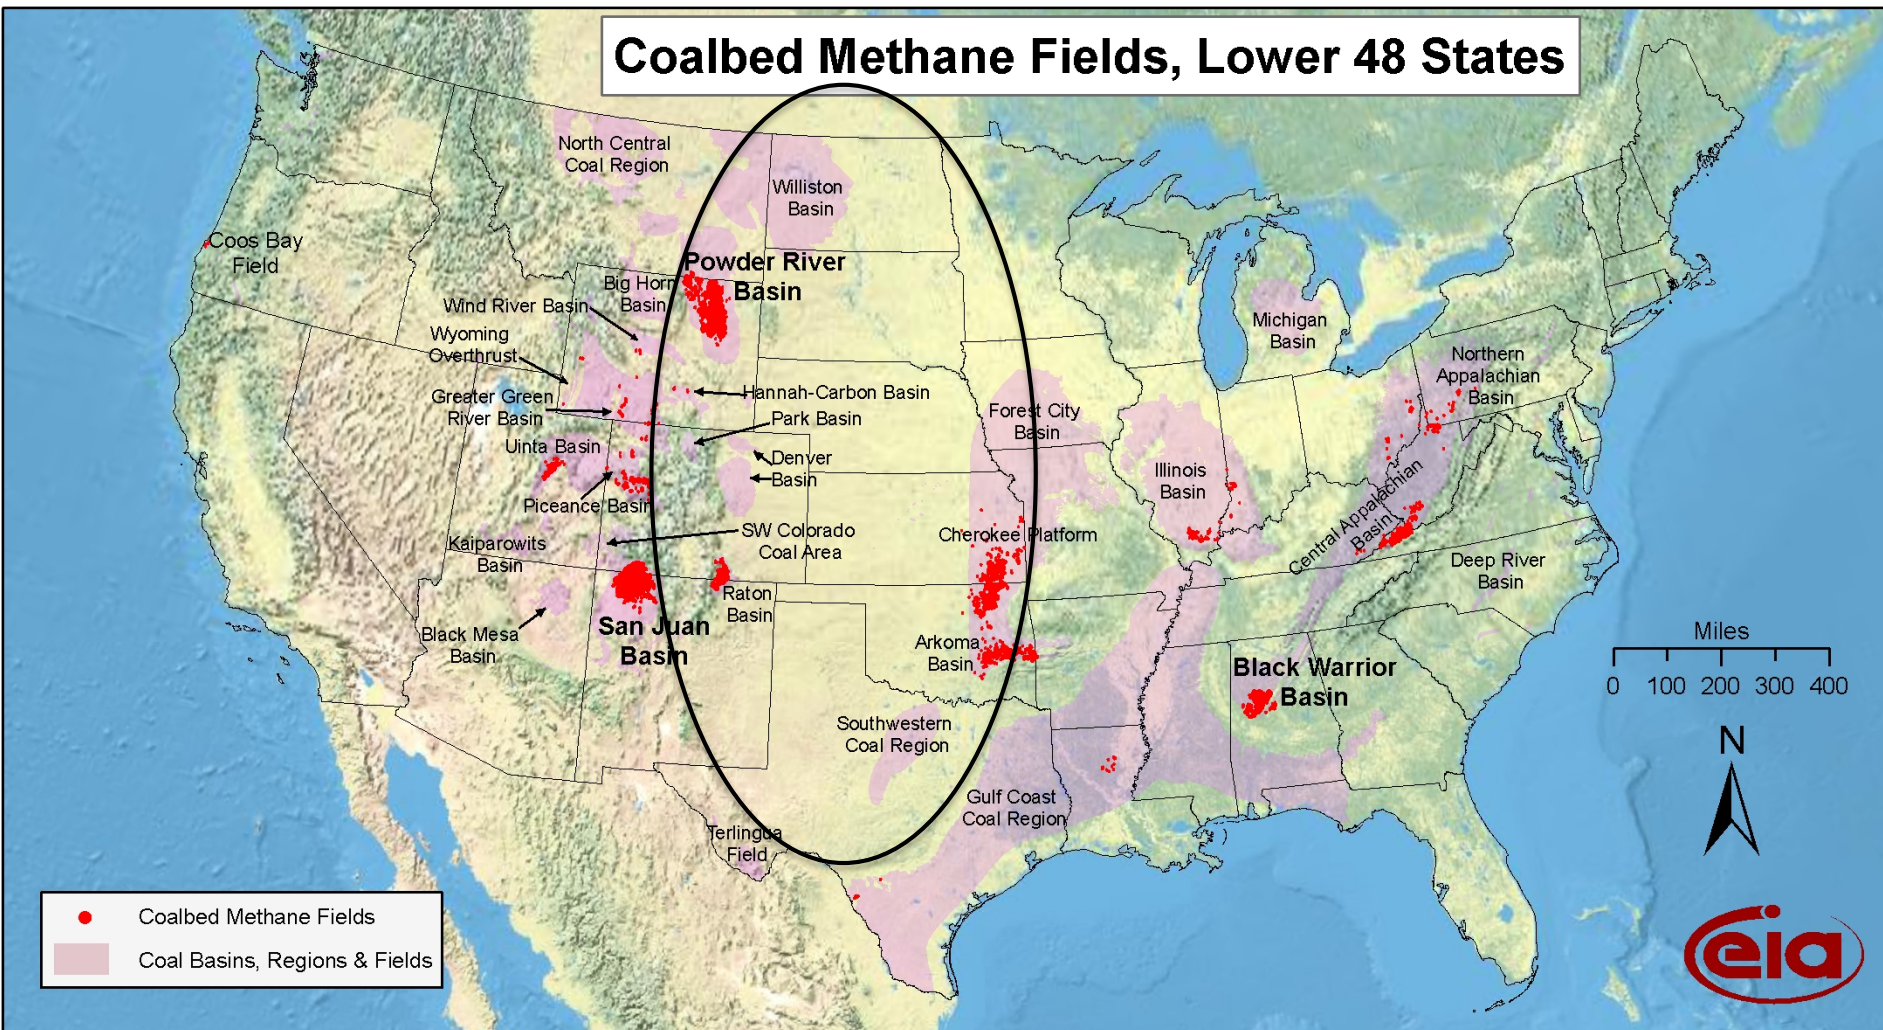 Coalbed Methane Fields, Lower 48 States
North Central
Coal Region
Williston
Basin
Coos Bay
Field
Powder River
Basin
Big Horn
Basin
Wind River Basin
Wyoming
Overthrust
Greater Green
River Basin
Hannah-Carbon Basin
Park Basin
Uinta Basin
Denver
Basin
Piceance Basin
SW Colorado
Coal Area
Kaiparowits
Basin
Raton
Basin
San Juan
Basin
Black Mesa
Basin
Forest City
Basin
Cherokee Platform
Arkoma
Basin
Southwestern
Coal Region
Gulf Coast
Coal Region
Terlingua
Field
Michigan
Basin
Illinois
Basin
Northern
Appalachian
Basin
Central Appalachian
Basin
Deep River
Basin
Black Warrior
Basin
Miles
0 100 200 300 400
N
Coalbed Methane Fields
Coal Basins, Regions & Fields
eia